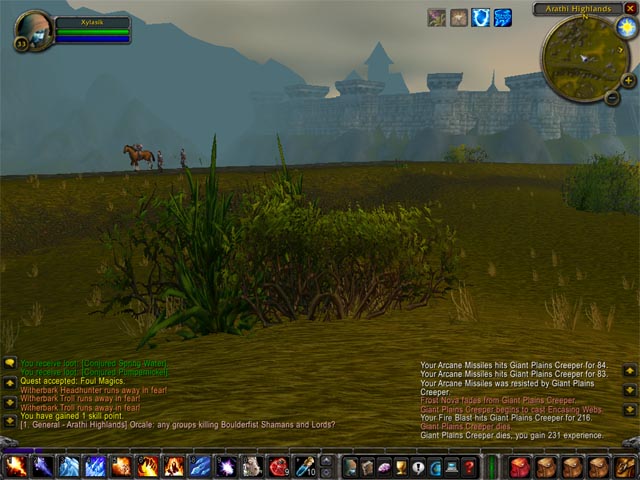 Xylasik
33
Arathi Highlands
N
You receive loot: [Conjured Spring Water].
You receive loot: [Conjured Pumpernickel].
Quest accepted: Foul Magics.
Witherbark Headhunter runs away in fear!
Witherbark Troll runs away in fear!
Witherbark Troll runs away in fear!
You have gained 1 skill point.
[1. General - Arathi Highlands] Orcale: any groups killing Boulderfist Shamans and Lords?
Your Arcane Missiles hits Giant Plains Creeper for 84.
Your Arcane Missiles hits Giant Plains Creeper for 83.
Your Arcane Missiles was resisted by Giant Plains
Creeper.
Frost Nova fades from Giant Plains Creeper.
Giant Plains Creeper begins to cast Encasing Webs.
Your Fire Blast hits Giant Plains Creeper for 216.
Giant Plains Creeper dies.
Giant Plains Creeper dies, you gain 231 experience.
9
10